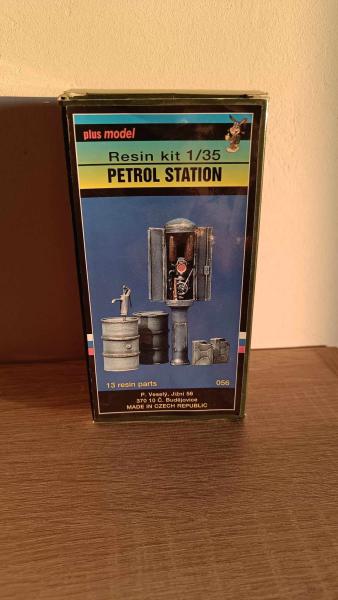 plus model
Resin kit 1/35
PETROL STATION
13 resin parts 056
P. Veselý, Jižní 56
370 10 Č. Budějovice
MADE IN CZECH REPUBLIC